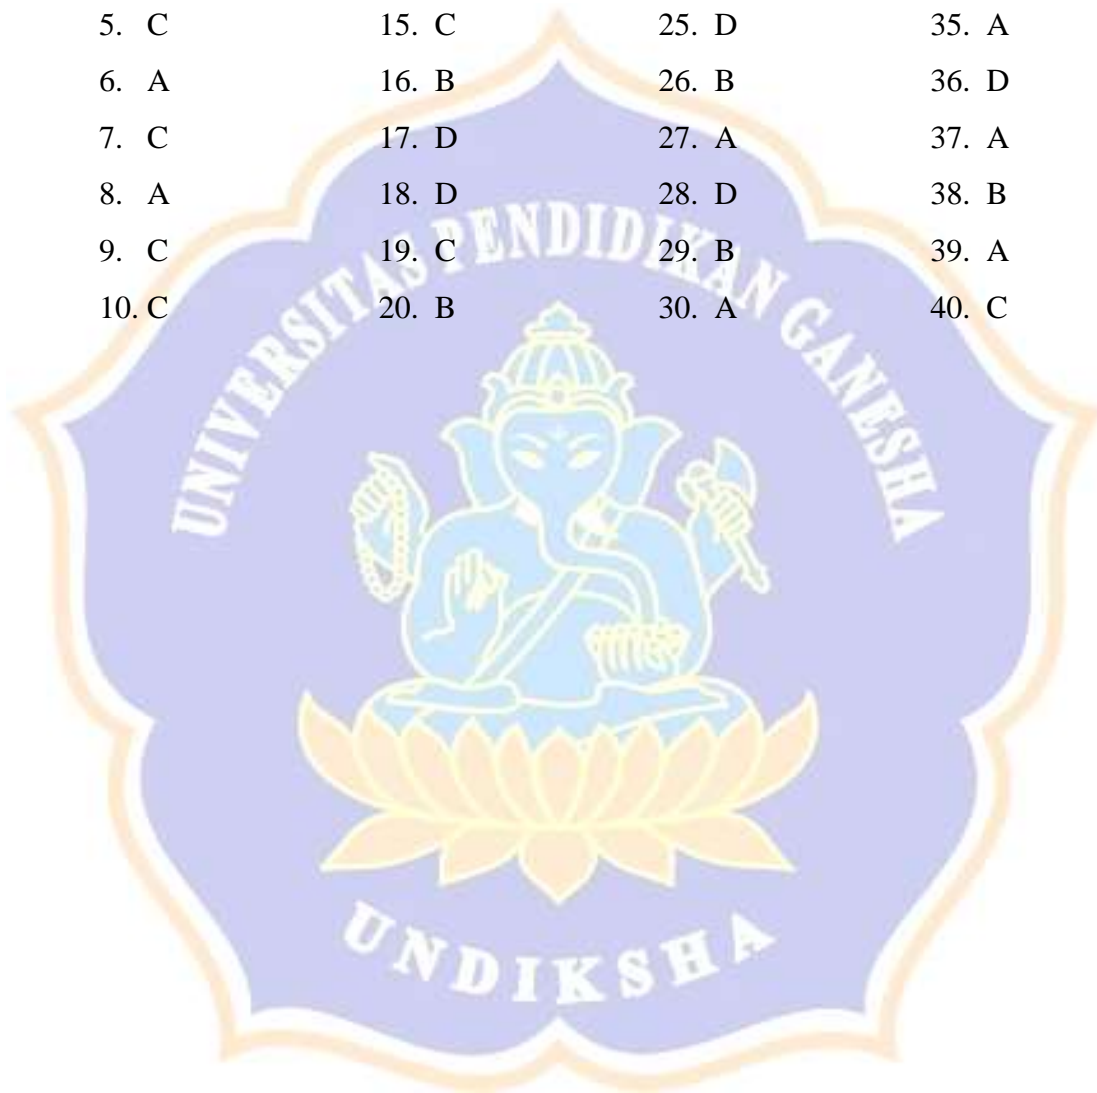 5. C 15. C 25. D 35. A
6. A 16. B 26. B 36. D
7. C 17. D 27. A 37. A
8. A 18. D 28. D 38. B
9. C 19. C 29. B 39. A
10. C 20. B 30. A 40. C
UNIVERSITAS PENDIDIKAN GANESHA
UNDIKSHA